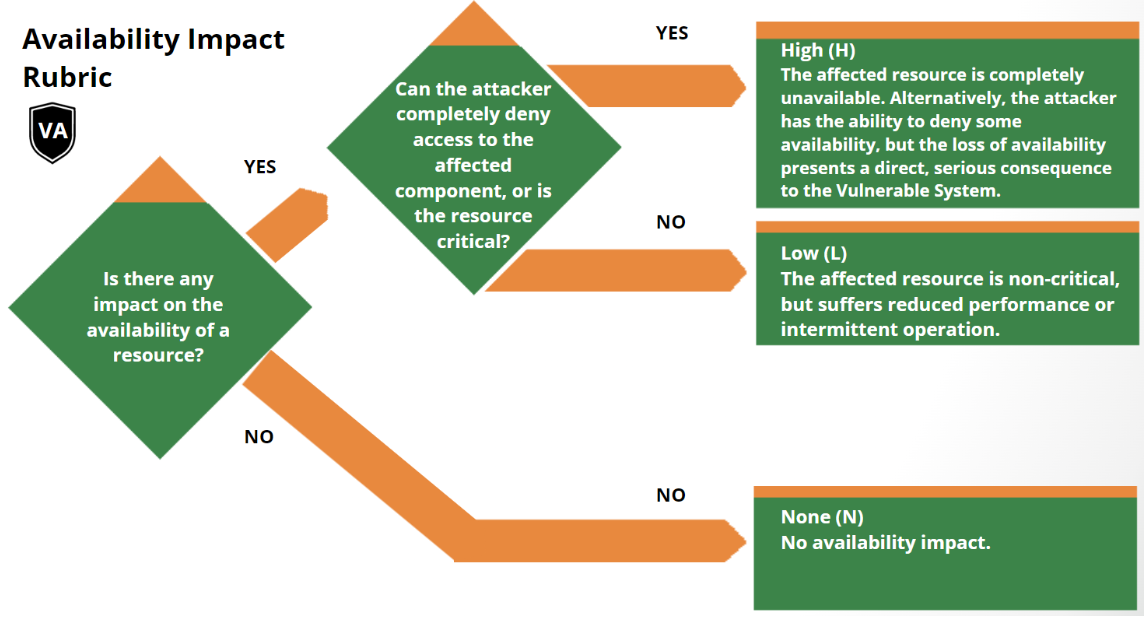 Availability Impact
Rubric
VA
Is there any
impact on the
availability of a
resource?
YES
NO
Can the attacker
completely deny
access to the
affected
component, or is
the resource
critical?
YES
High (H)
The affected resource is completely
unavailable. Alternatively, the attacker
has the ability to deny some
availability, but the loss of availability
presents a direct, serious consequence
to the Vulnerable System.
NO
Low (L)
The affected resource is non-critical,
but suffers reduced performance or
intermittent operation.
NO
None (N)
No availability impact.